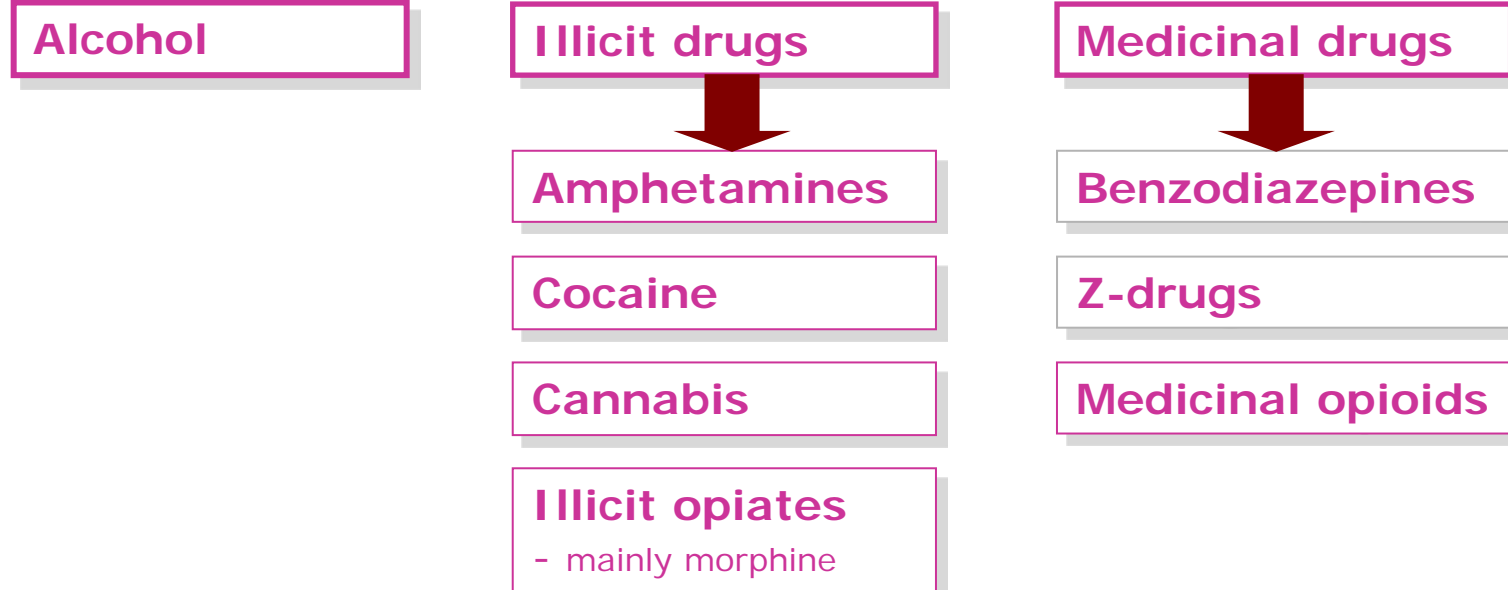 Alcohol
Illicit drugs
Amphetamines
Cocaine
Cannabis
Illicit opiates
- mainly morphine
Medicinal drugs
Benzodiazepines
Z-drugs
Medicinal opioids